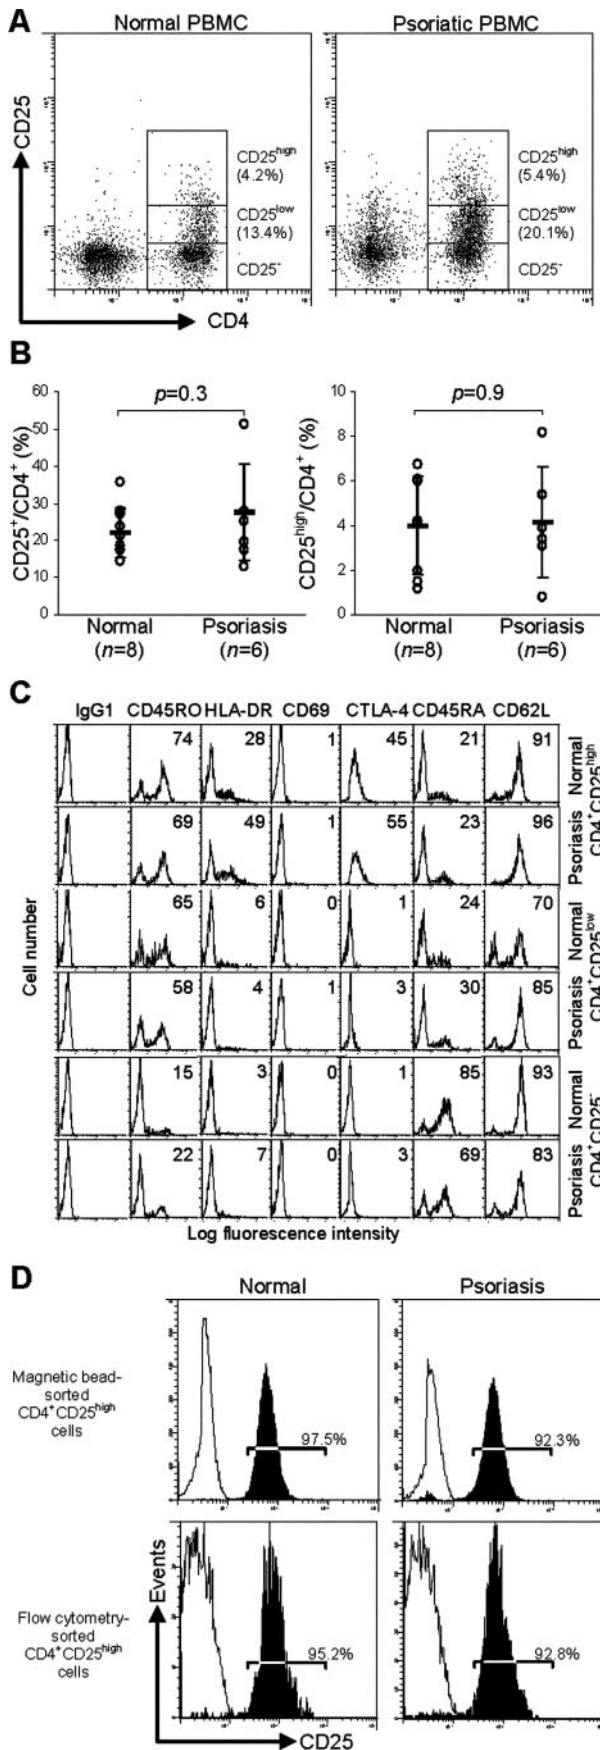 A
Normal PBMC
Psoriatic PBMC
CD25
CD25high
(4.2%)
CD25low
(13.4%)
CD25-
CD25high
(5.4%)
CD25low
(20.1%)
CD25-
CD4
B
60
50
40
30
20
10
0
CD25+/CD4+ (%)
p=0.3
Normal
(n=8)
Psoriasis
(n=6)
10
8
6
4
2
0
CD25high/CD4+ (%)
p=0.9
Normal
(n=8)
Psoriasis
(n=6)
C
IgG1 CD45RO HLA-DR CD69 CTLA-4 CD45RA CD62L
74 28 1 45 21 91
69 49 1 55 23 96
65 6 0 1 24 70
58 4 1 3 30 85
15 3 0 1 85 93
22 7 0 3 69 83
Normal
Psoriasis
CD4+CD25high
Normal
Psoriasis
CD4+CD25low
Normal
Psoriasis
CD4+CD25-
Cell number
Log fluorescence intensity
D
Normal
Psoriasis
Magnetic bead-
sorted
CD4+CD25high
cells
97.5%
92.3%
Flow cytometry-
sorted
CD4+CD25high
cells
95.2%
92.8%
Events
CD25